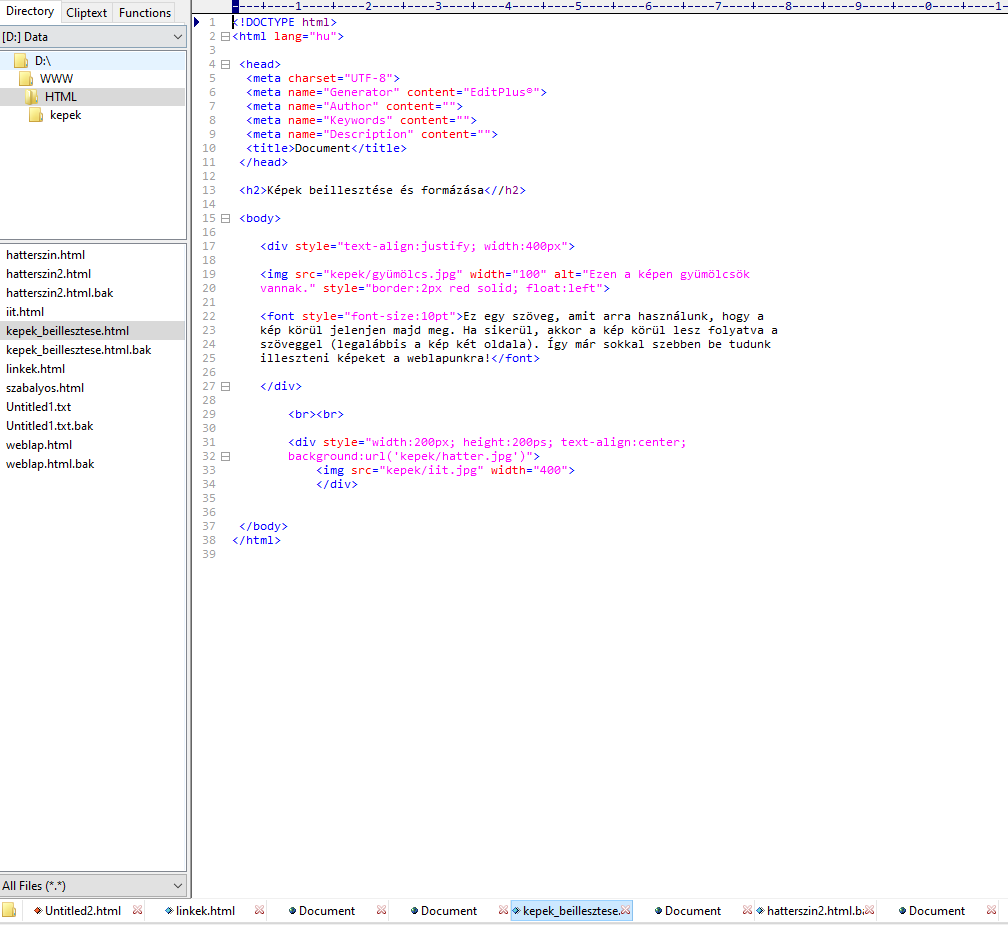 Directory Cliptext Functions
[D:] Data
D:\
WWW
HTML
kepek
hatterszin.html
hatterszin2.html
hatterszin2.html.bak
iit.html
kepek_beillesztese.html
kepek_beillesztese.html.bak
linkek.html
szabalyos.html
Untitled1.txt
Untitled1.txt.bak
weblap.html
weblap.html.bak
All Files (*.*)
----+----1----+----2----+----3----+----4----+----5----+----6----+----7----+----8----+----9----+----0----+----1-
1 <!DOCTYPE html>
2 <html lang="hu">
3
4 <head>
5 <meta charset="UTF-8">
6 <meta name="Generator" content="EditPlus®">
7 <meta name="Author" content="">
8 <meta name="Keywords" content="">
9 <meta name="Description" content="">
10 <title>Document</title>
11 </head>
12
13 <h2>Képek beillesztése és formázása<//h2>
14
15 <body>
16
17 <div style="text-align:justify; width:400px">
18
19 <img src="kepek/gyümölcs.jpg" width="100" alt="Ezen a képen gyümölcsök
20 vannak." style="border:2px red solid; float:left">
21
22 <font style="font-size:10pt">Ez egy szöveg, amit arra használunk, hogy a
23 kép körül jelenjen majd meg. Ha sikerül, akkor a kép körül lesz folyatva a
24 szöveggel (legalábbis a kép két oldala). Így már sokkal szebben be tudunk
25 illeszteni képeket a weblapunkra!</font>
26
27 </div>
28
29 <br><br>
30
31 <div style="width:200px; height:200ps; text-align:center;
32 background:url('kepek/hatter.jpg')">
33 <img src="kepek/iit.jpg" width="400">
34 </div>
35
36
37 </body>
38 </html>
39
Untitled2.html linkek.html Document Document kepek_beillesztese. Document hatterszin2.html.b Document